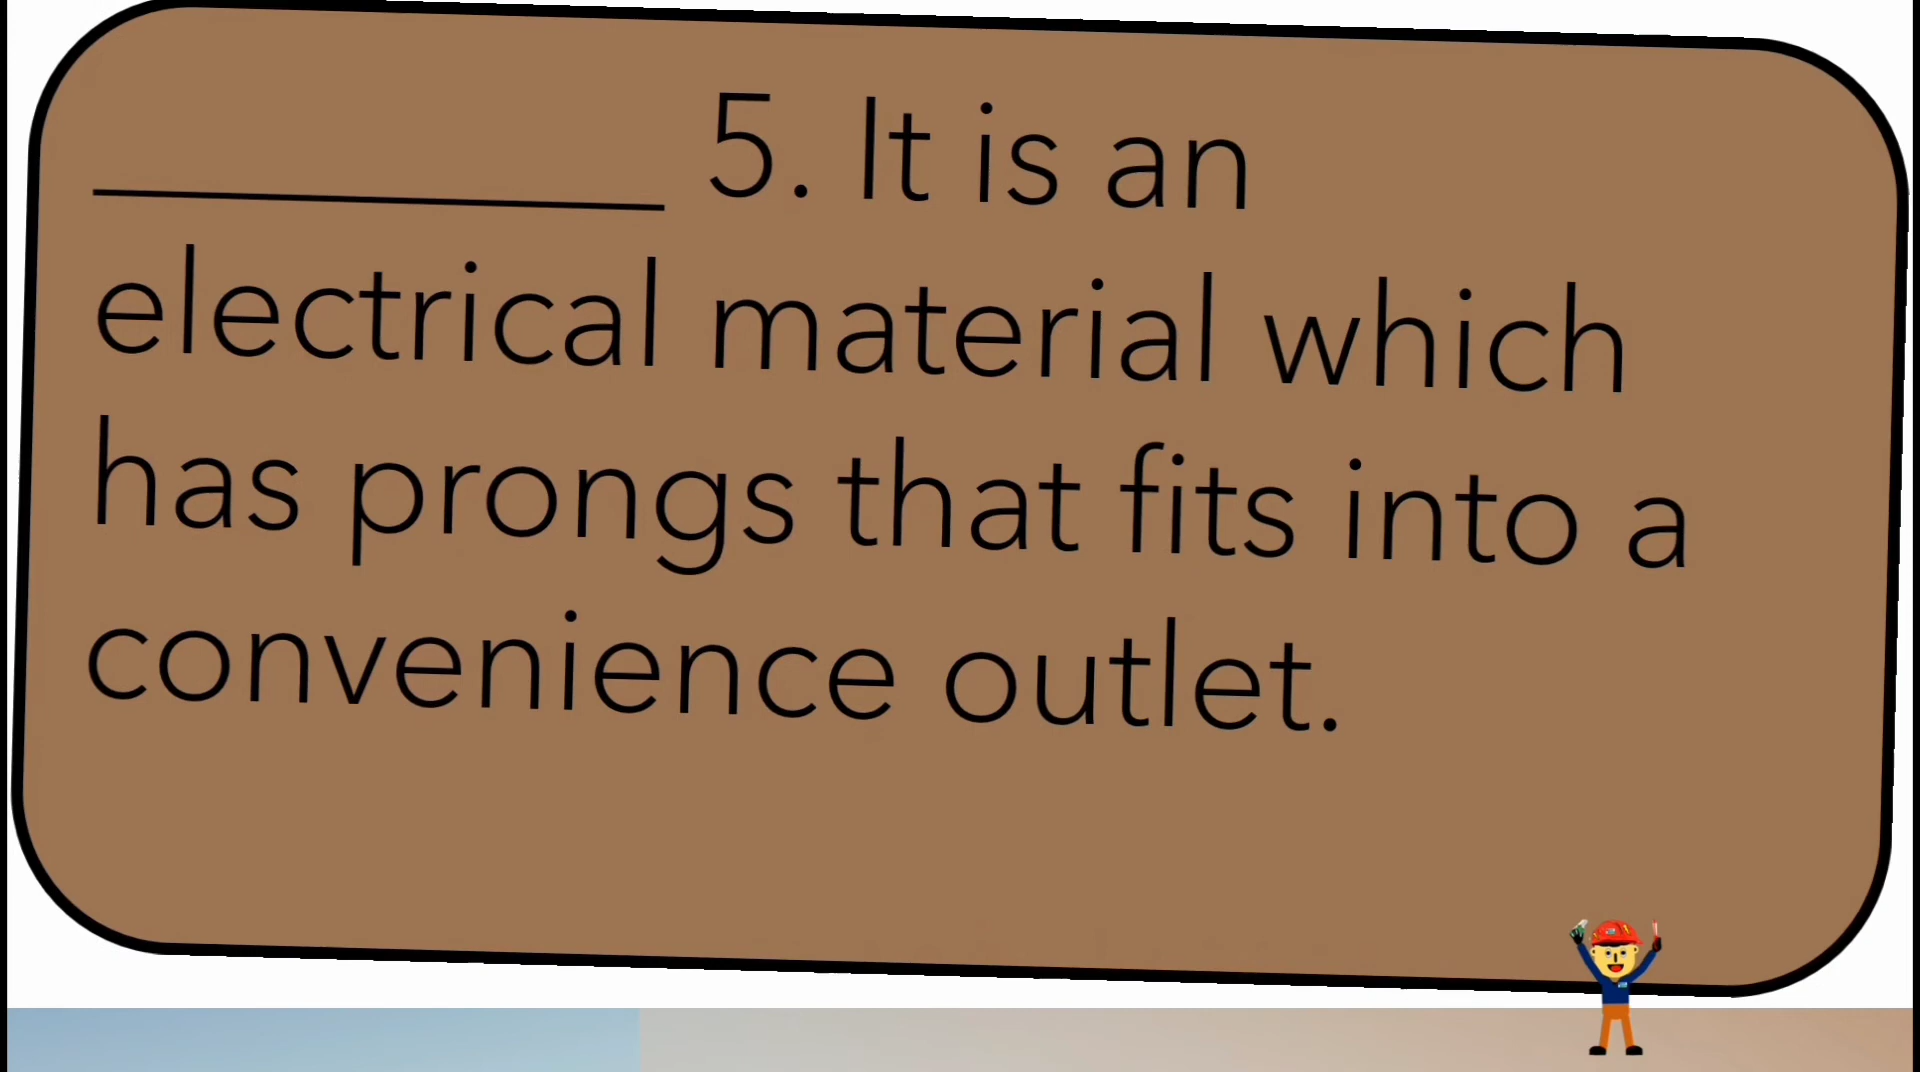 __________ 5. It is an
electrical material which
has prongs that fits into a
convenience outlet.